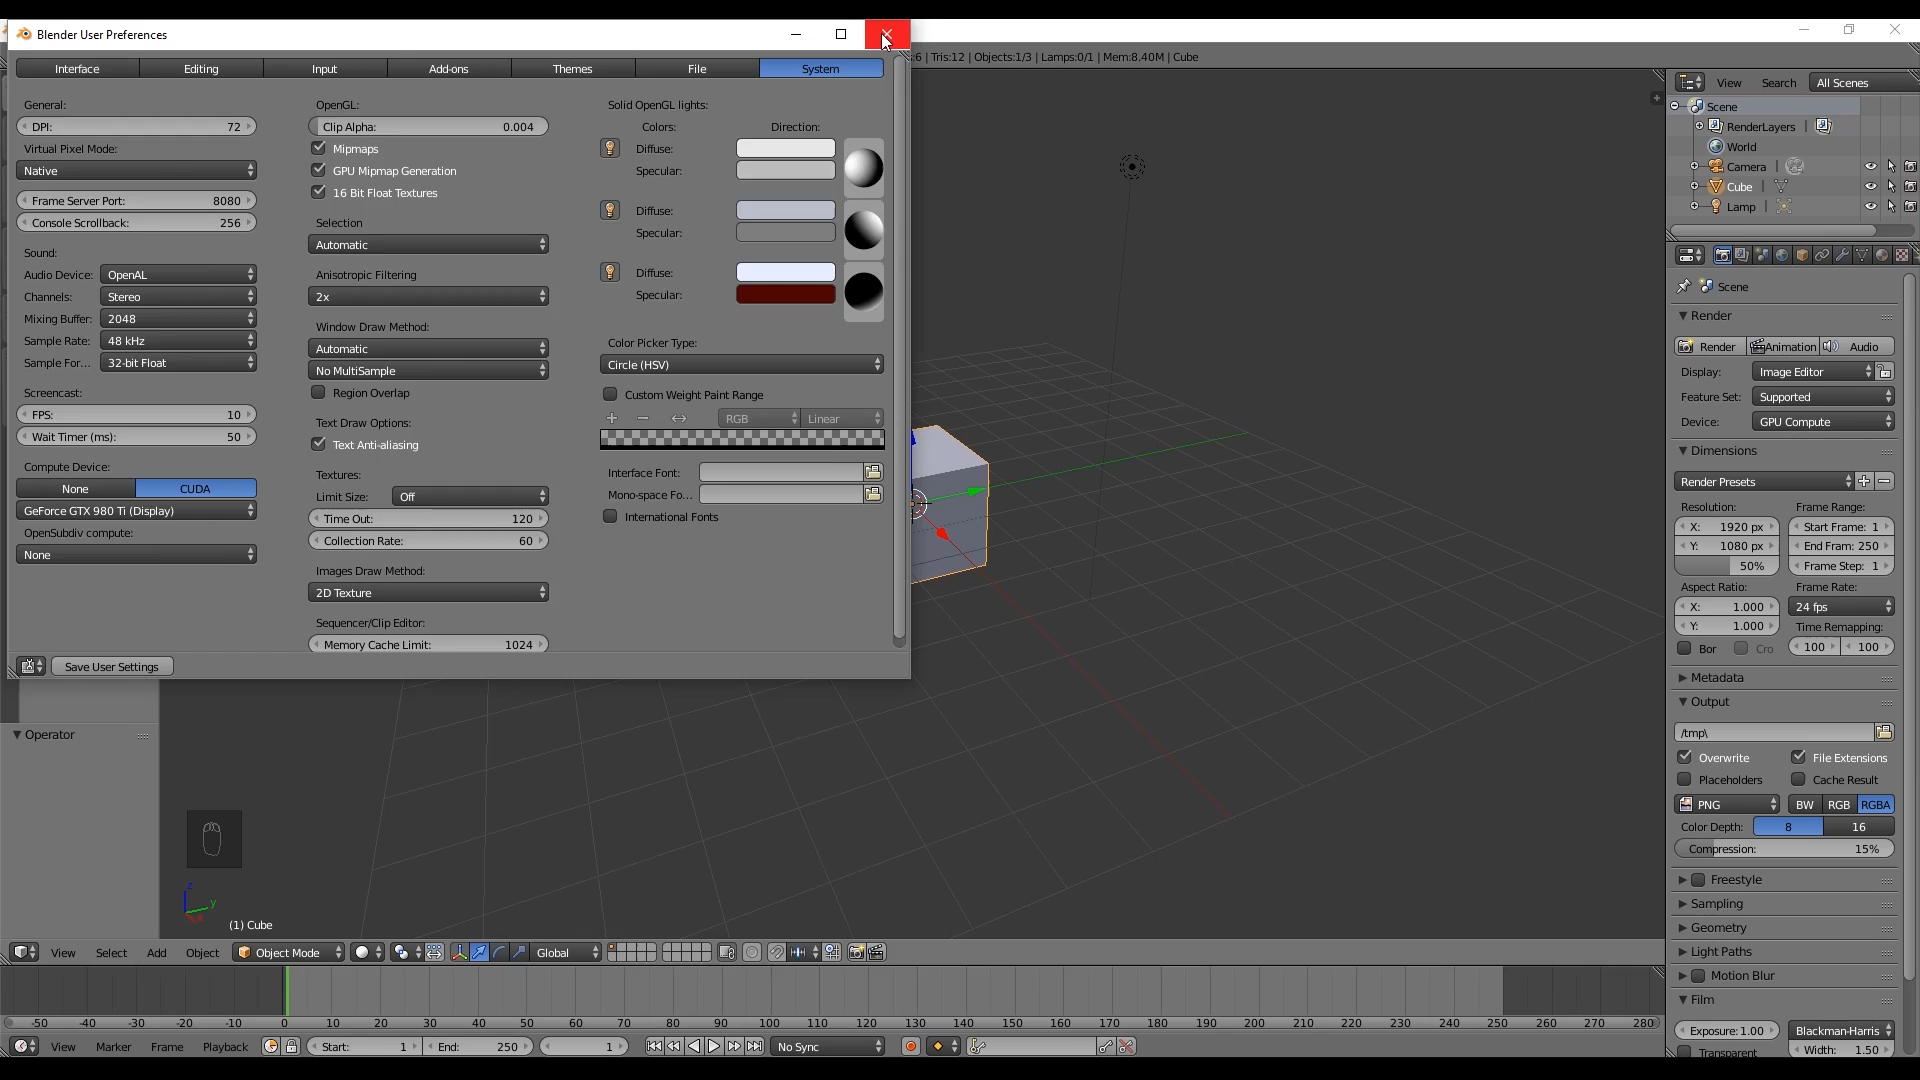 Blender User Preferences
:6 | Tris:12 | Objects:1/3 | Lamps:0/1 | Mem:8.40M | Cube
Interface Editing Input Add-ons Themes File System
General:
DPI: 72
Virtual Pixel Mode:
Native
Frame Server Port: 8080
Console Scrollback: 256
Sound:
Audio Device: OpenAL
Channels: Stereo
Mixing Buffer: 2048
Sample Rate: 48 kHz
Sample For... 32-bit Float
Screencast:
FPS: 10
Wait Timer (ms): 50
Compute Device:
None CUDA
GeForce GTX 980 Ti (Display)
OpenSubdiv compute:
None
OpenGL:
Clip Alpha: 0.004
Mipmaps
GPU Mipmap Generation
16 Bit Float Textures
Selection
Automatic
Anisotropic Filtering
2x
Window Draw Method:
Automatic
No MultiSample
Region Overlap
Text Draw Options:
Text Anti-aliasing
Textures:
Limit Size: Off
Time Out: 120
Collection Rate: 60
Images Draw Method:
2D Texture
Sequencer/Clip Editor:
Memory Cache Limit: 1024
Solid OpenGL lights:
Colors: Direction:
Diffuse:
Specular:
Diffuse:
Specular:
Diffuse:
Specular:
Color Picker Type:
Circle (HSV)
Custom Weight Paint Range
RGB Linear
Interface Font:
Mono-space Fo...
International Fonts
Save User Settings
Operator
z
y
(1) Cube
View Select Add Object Object Mode Global
-50 -40 -30 -20 -10 0 10 20 30 40 50 60 70 80 90 100 110 120 130 140 150 160 170 180 190 200 210 220 230 240 250 260 270 280
View Marker Frame Playback Start: 1 End: 250 1 No Sync
View Search All Scenes
Scene
RenderLayers |
World
Camera |
Cube |
Lamp |
Scene
Render
Render Animation Audio
Display: Image Editor
Feature Set: Supported
Device: GPU Compute
Dimensions
Render Presets
Resolution: Frame Range:
X: 1920 px Start Frame: 1
Y: 1080 px End Fram: 250
50% Frame Step: 1
Aspect Ratio: Frame Rate:
X: 1.000 24 fps
Y: 1.000 Time Remapping:
Bor Cro 100 100
Metadata
Output
/tmp\
Overwrite File Extensions
Placeholders Cache Result
PNG BW RGB RGBA
Color Depth: 8 16
Compression: 15%
Freestyle
Sampling
Geometry
Light Paths
Motion Blur
Film
Exposure: 1.00 Blackman-Harris
Transparent Width: 1.50